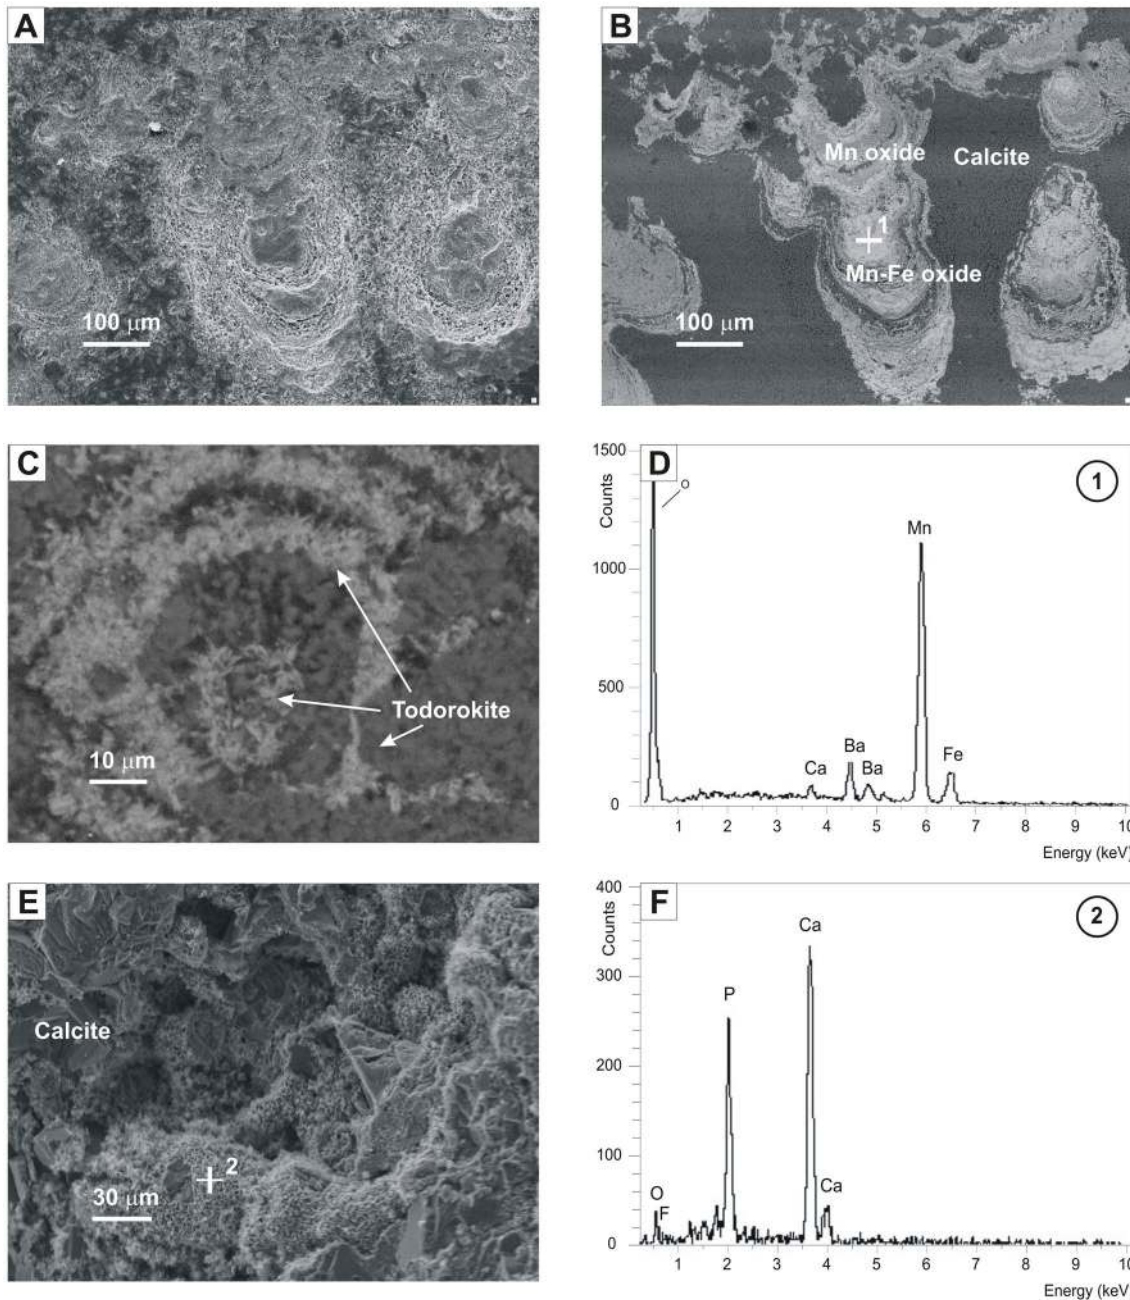 A
100 μm
B
Mn oxide
Calcite
1
Mn-Fe oxide
100 μm
C
Todorokite
10 μm
D
1
1500
1000
500
0
Counts
O
Ca
Ba
Ba
Mn
Fe
1 2 3 4 5 6 7 8 9 10
Energy (keV)
E
Calcite
2
30 μm
F
2
400
300
200
100
0
Counts
O
F
P
Ca
Ca
1 2 3 4 5 6 7 8 9 10
Energy (keV